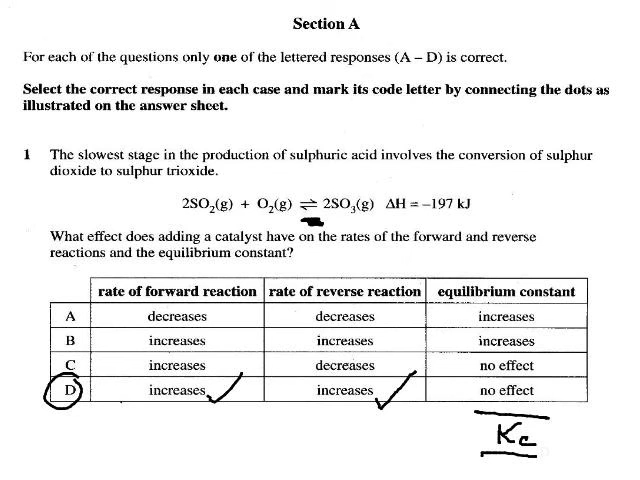 Section A
For each of the questions only one of the lettered responses (A – D) is correct.
Select the correct response in each case and mark its code letter by connecting the dots as
illustrated on the answer sheet.
1 The slowest stage in the production of sulphuric acid involves the conversion of sulphur
dioxide to sulphur trioxide.
2SO₂(g) + O₂(g) ⇌ 2SO₃(g) ΔH = –197 kJ
What effect does adding a catalyst have on the rates of the forward and reverse
reactions and the equilibrium constant?
rate of forward reaction rate of reverse reaction equilibrium constant
A decreases decreases increases
B increases increases increases
C increases decreases no effect
D increases ✓ increases ✓ no effect
Kc